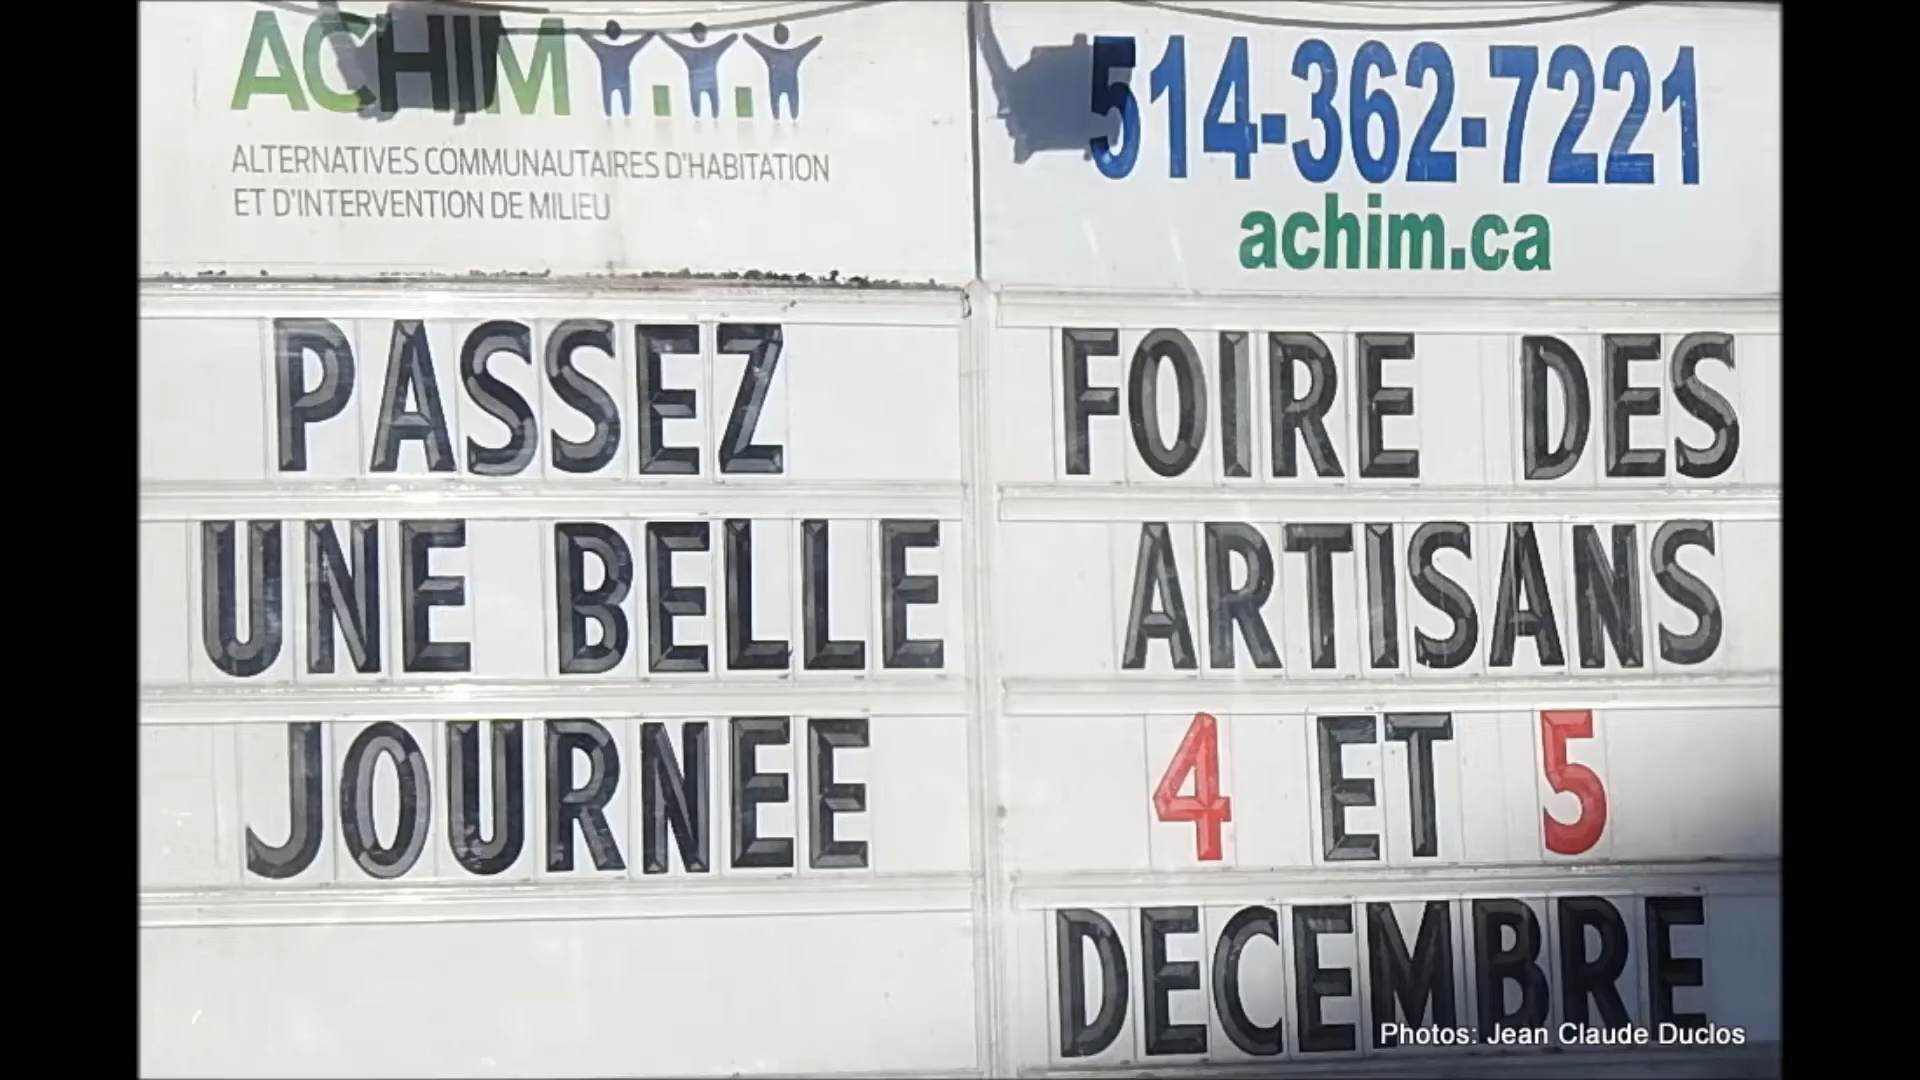 ACHIM
ALTERNATIVES COMMUNAUTAIRES D'HABITATION
ET D'INTERVENTION DE MILIEU
PASSEZ
UNE BELLE
JOURNEE
514-362-7221
achim.ca
FOIRE DES
ARTISANS
4 ET 5
DECEMBRE
Photos: Jean Claude Duclos